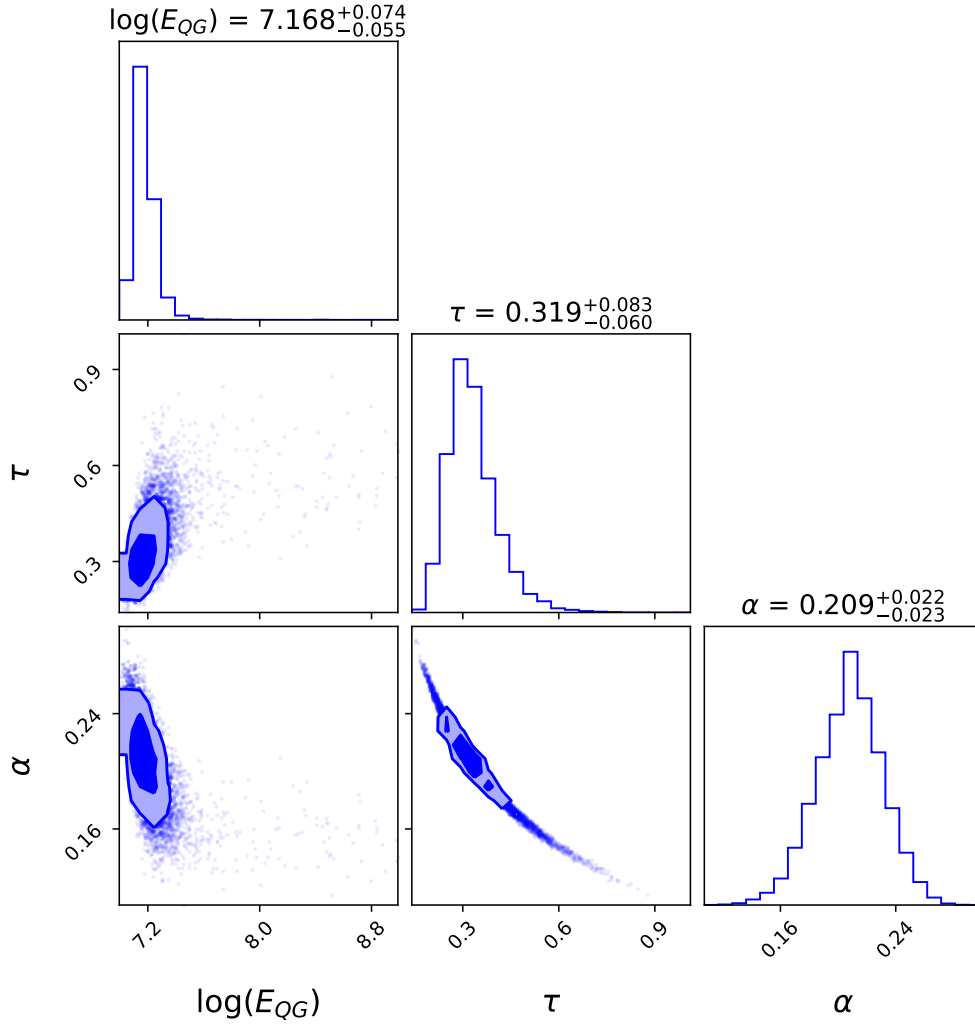 log(E_QG) = 7.168^{+0.074}_{−0.055}
τ = 0.319^{+0.083}_{−0.060}
0.9
0.6
0.3
τ
α = 0.209^{+0.022}_{−0.023}
0.24
0.16
α
7.2 8.0 8.8 0.3 0.6 0.9 0.16 0.24
log(E_QG) τ α